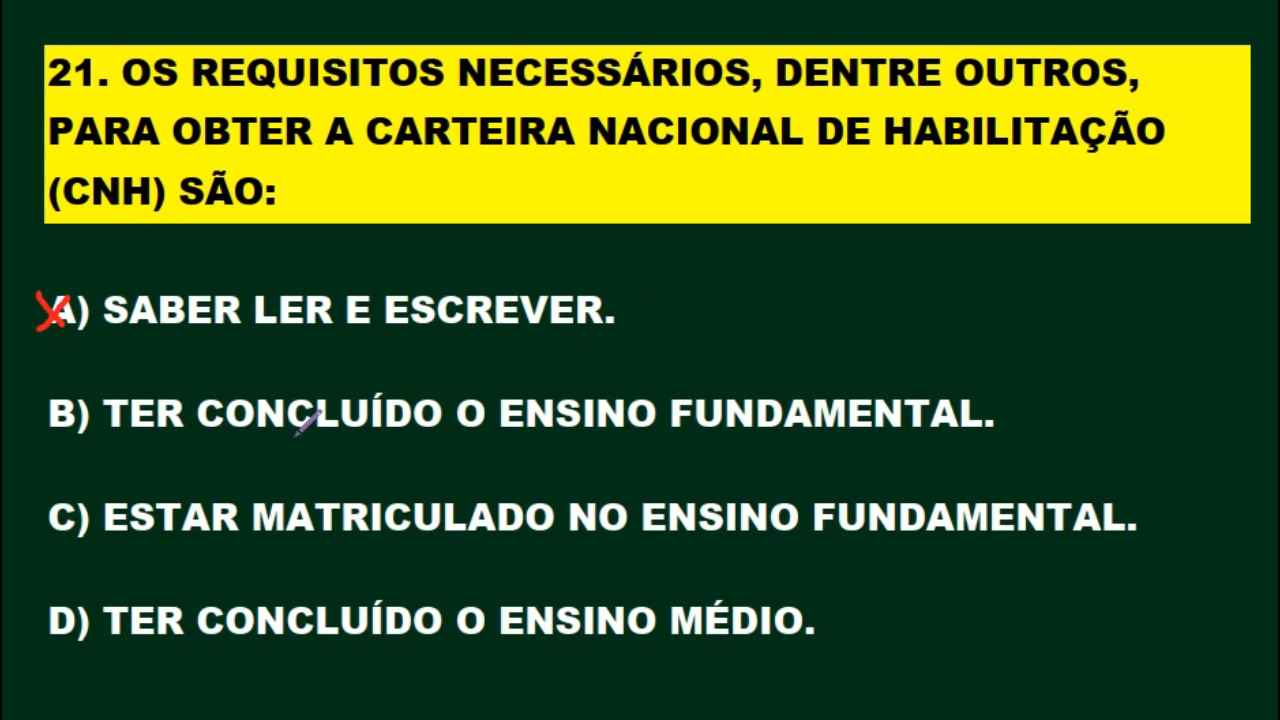 21. OS REQUISITOS NECESSÁRIOS, DENTRE OUTROS,
PARA OBTER A CARTEIRA NACIONAL DE HABILITAÇÃO
(CNH) SÃO:
A) SABER LER E ESCREVER.
B) TER CONCLUÍDO O ENSINO FUNDAMENTAL.
C) ESTAR MATRICULADO NO ENSINO FUNDAMENTAL.
D) TER CONCLUÍDO O ENSINO MÉDIO.